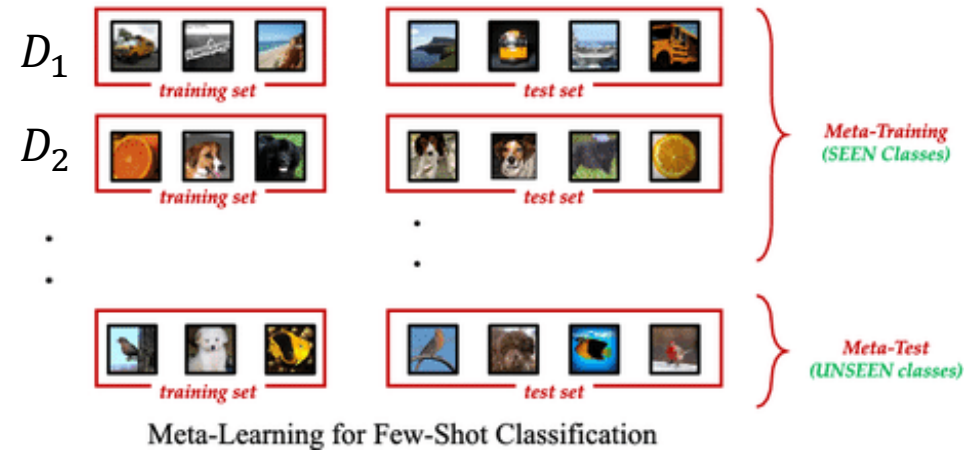 D₁
training set
test set
D₂
training set
test set
Meta-Training
(SEEN Classes)
training set
test set
Meta-Test
(UNSEEN classes)
Meta-Learning for Few-Shot Classification